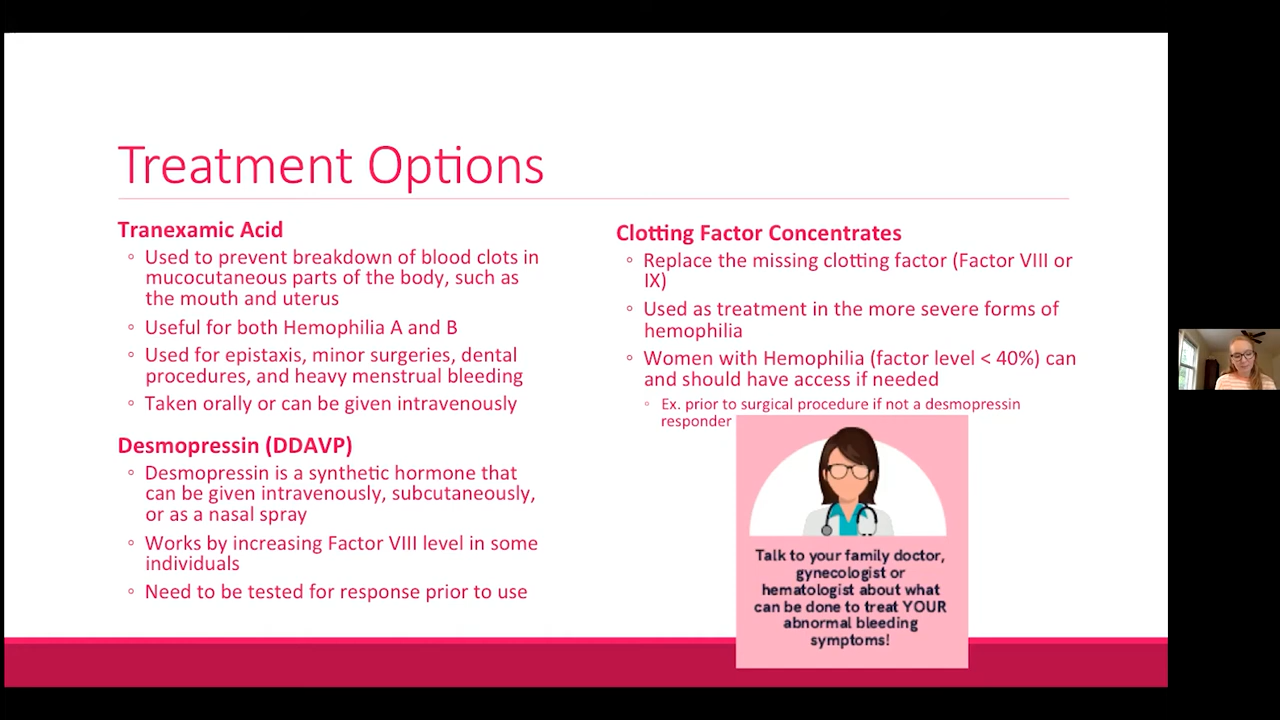 Treatment Options
Tranexamic Acid
◦ Used to prevent breakdown of blood clots in
mucocutaneous parts of the body, such as
the mouth and uterus
◦ Useful for both Hemophilia A and B
◦ Used for epistaxis, minor surgeries, dental
procedures, and heavy menstrual bleeding
◦ Taken orally or can be given intravenously
Desmopressin (DDAVP)
◦ Desmopressin is a synthetic hormone that
can be given intravenously, subcutaneously,
or as a nasal spray
◦ Works by increasing Factor VIII level in some
individuals
◦ Need to be tested for response prior to use
Clotting Factor Concentrates
◦ Replace the missing clotting factor (Factor VIII or
IX)
◦ Used as treatment in the more severe forms of
hemophilia
◦ Women with Hemophilia (factor level < 40%) can
and should have access if needed
◦ Ex. prior to surgical procedure if not a desmopressin
responder
Talk to your family doctor,
gynecologist or
hematologist about what
can be done to treat YOUR
abnormal bleeding
symptoms!